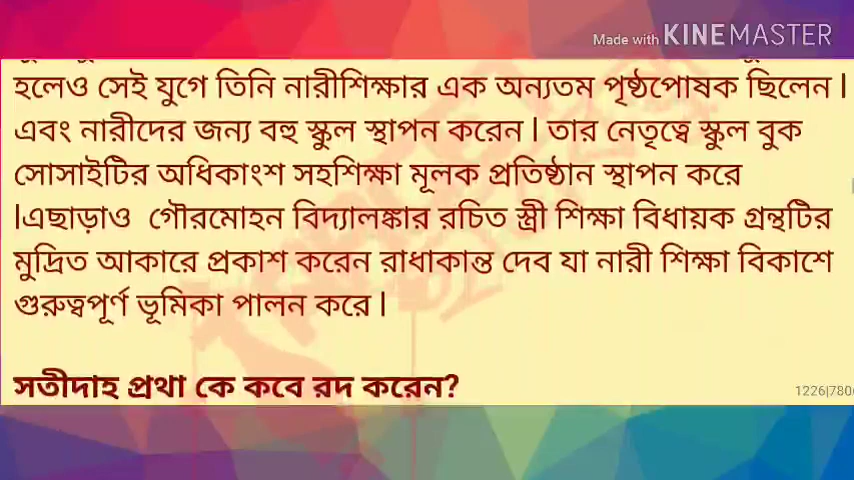 Made with KINEMASTER
হলেও সেই যুগে তিনি নারীশিক্ষার এক অন্যতম পৃষ্ঠপোষক ছিলেন l
এবং নারীদের জন্য বহু স্কুল স্থাপন করেন l তার নেতৃত্বে স্কুল বুক
সোসাইটির অধিকাংশ সহশিক্ষা মূলক প্রতিষ্ঠান স্থাপন করে
lএছাড়াও গৌরমোহন বিদ্যালঙ্কার রচিত স্ত্রী শিক্ষা বিধায়ক গ্রন্থটির
মুদ্রিত আকারে প্রকাশ করেন রাধাকান্ত দেব যা নারী শিক্ষা বিকাশে
গুরুত্বপূর্ণ ভূমিকা পালন করে l
সতীদাহ প্রথা কে কবে রদ করেন?
1226|780